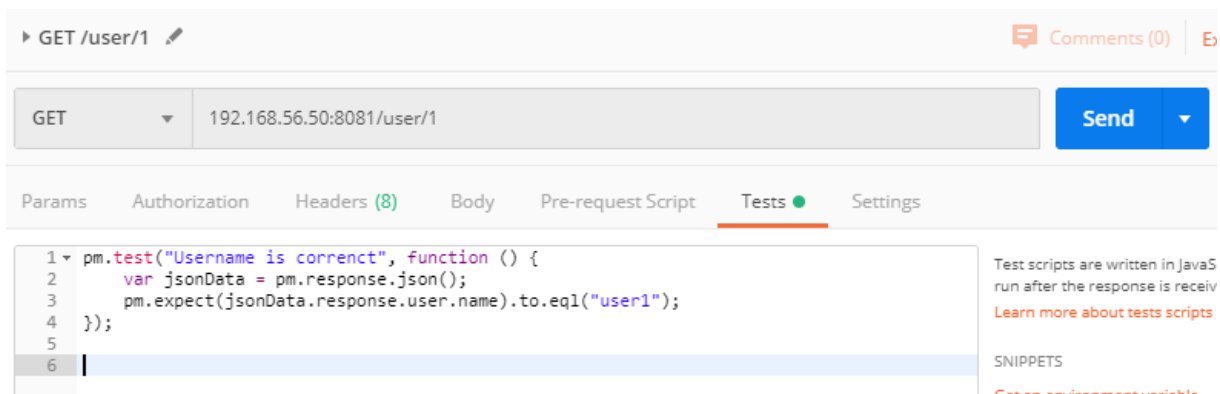 GET /user/1
Comments (0)
GET
192.168.56.50:8081/user/1
Send
Params Authorization Headers (8) Body Pre-request Script Tests Settings
1 pm.test("Username is correnct", function () {
2 var jsonData = pm.response.json();
3 pm.expect(jsonData.response.user.name).to.eql("user1");
4 });
5
6
Test scripts are written in
run after the response is
Learn more about tests scripts
SNIPPETS